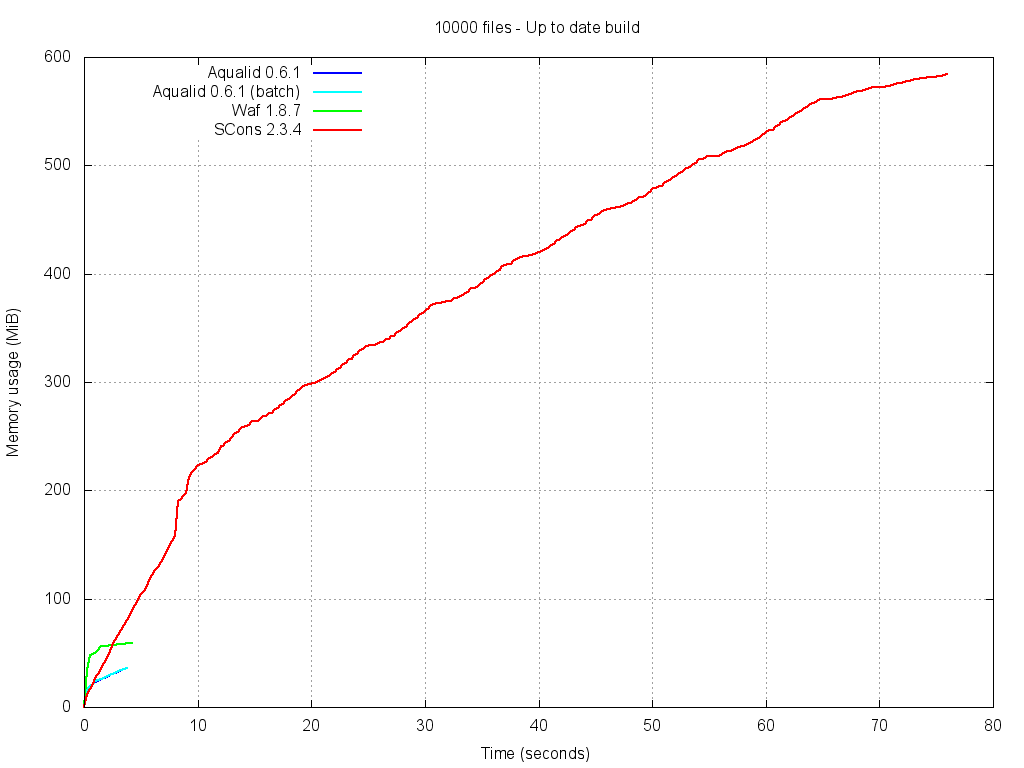 10000 files - Up to date build
600
500
400
300
200
100
0
Memory usage (MiB)
Aqualid 0.6.1
Aqualid 0.6.1 (batch)
Waf 1.8.7
SCons 2.3.4
0 10 20 30 40 50 60 70 80
Time (seconds)